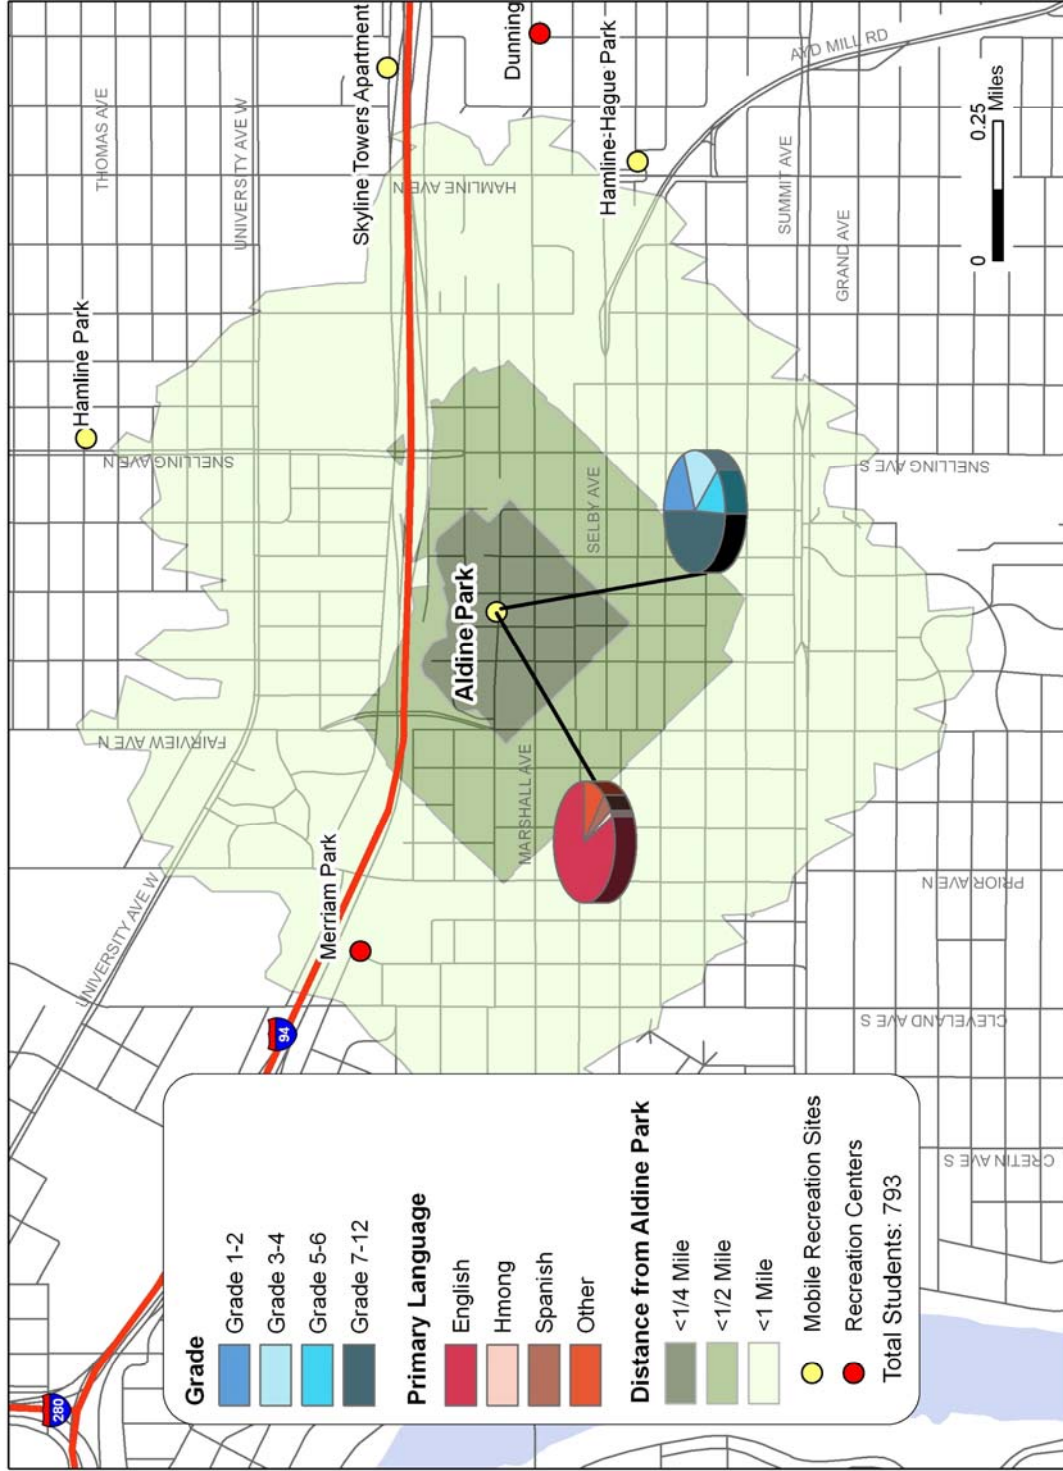 Grade
Grade 1-2
Grade 3-4
Grade 5-6
Grade 7-12
Primary Language
English
Hmong
Spanish
Other
Distance from Aldine Park
<1/4 Mile
<1/2 Mile
<1 Mile
Mobile Recreation Sites
Recreation Centers
Total Students: 793
280
94
UNIVERSITY AVE W
Merriam Park
FAIRVIEW AVE N
Hamline Park
SNELLING AVE N
THOMAS AVE
UNIVERSITY AVE W
Skyline Towers Apartment
HAMLINE AVE N
Dunning
Hamline-Hague Park
AYD MILL RD
Aldine Park
MARSHALL AVE
SELBY AVE
SUMMIT AVE
GRAND AVE
SNELLING AVE S
PRIOR AVE N
CLEVELAND AVE S
CRETIN AVE S
0
0.25
Miles